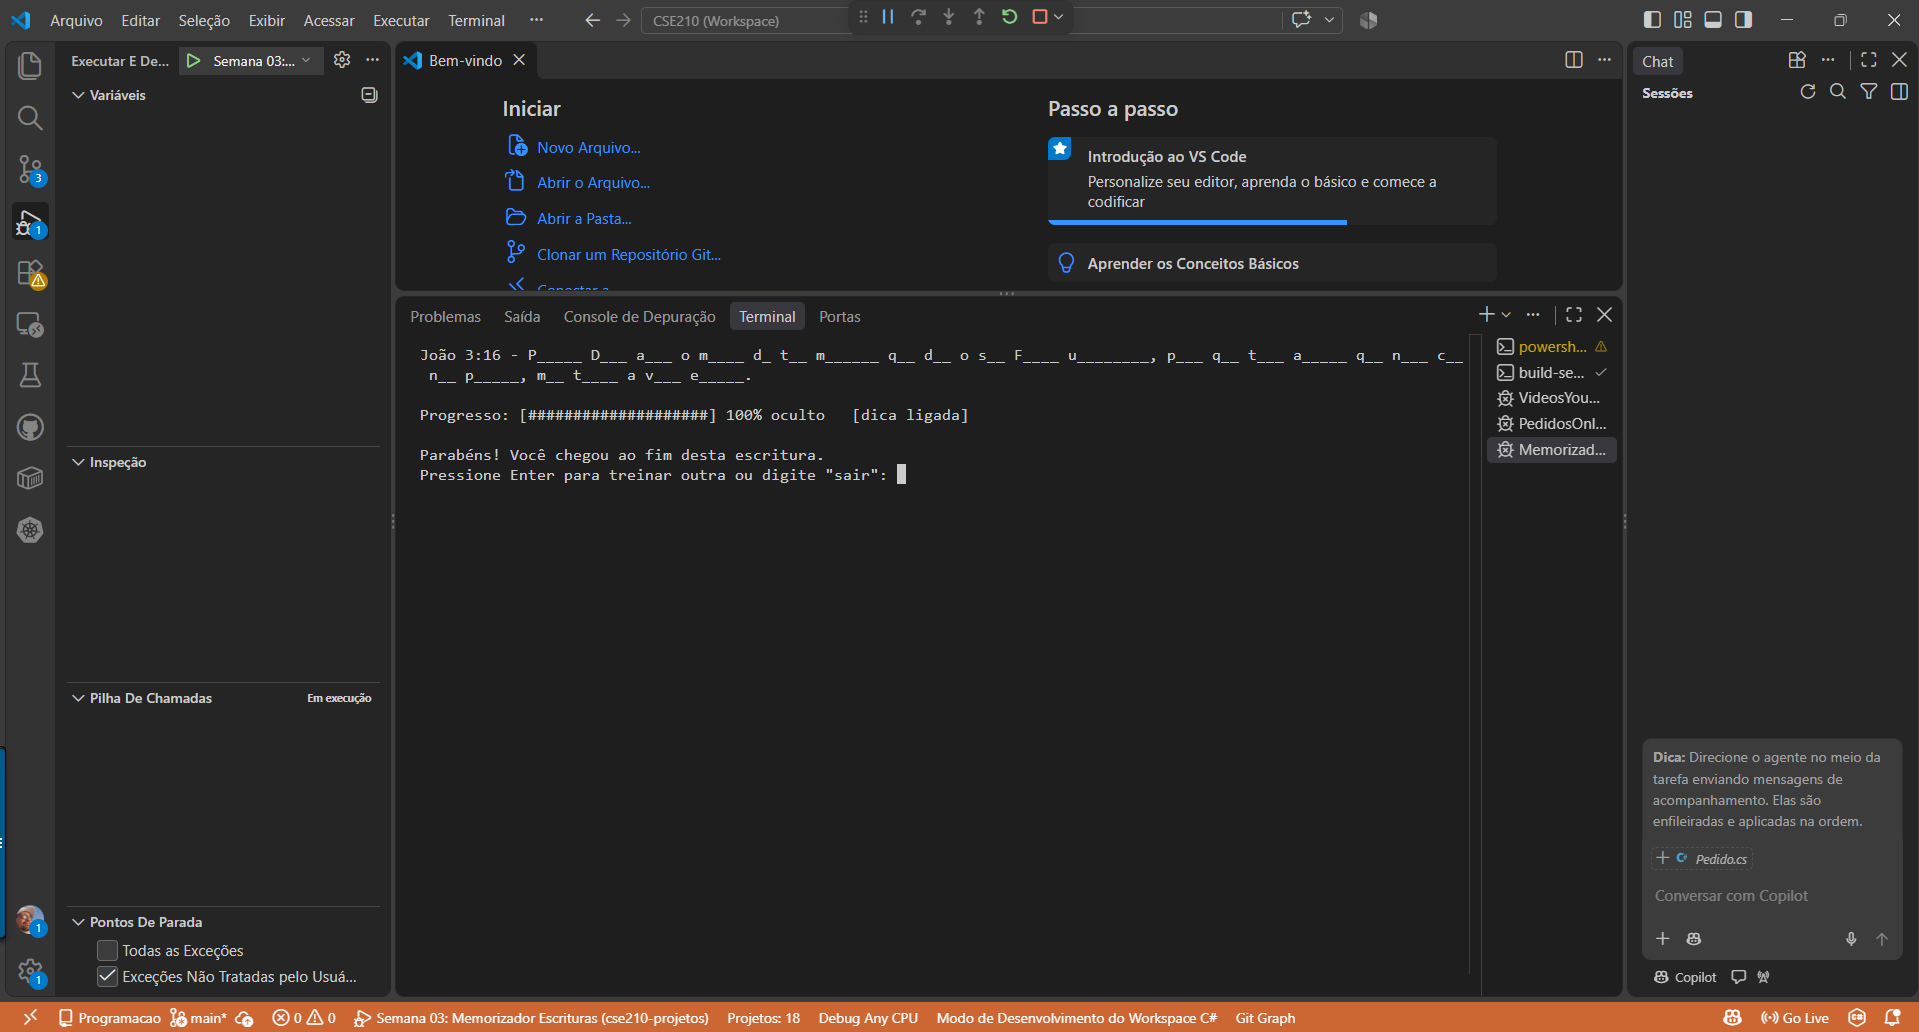 Arquivo Editar Seleção Exibir Acessar Executar Terminal
CSE210 (Workspace)
Executar E De...
Semana 03:...
Variáveis
Inspeção
Pilha De Chamadas
Em execução
Pontos De Parada
Todas as Exceções
Exceções Não Tratadas pelo Usuá...
3
1
1
1
Bem-vindo
Iniciar
Novo Arquivo...
Abrir o Arquivo...
Abrir a Pasta...
Clonar um Repositório Git...
Passo a passo
Introdução ao VS Code
Personalize seu editor, aprenda o básico e comece a
codificar
Aprender os Conceitos Básicos
Problemas Saída Console de Depuração Terminal Portas
João 3:16 - P_____ D___ a___ o m____ d_ t__ m______ q__ d__ o s__ F____ u________, p___ q__ t___ a_____ q__ n___ c__
n__ p_____, m__ t____ a v___ e_____.
Progresso: [####################] 100% oculto [dica ligada]
Parabéns! Você chegou ao fim desta escritura.
Pressione Enter para treinar outra ou digite "sair":
powersh...
build-se...
VideosYou...
PedidosOnl...
Memorizad...
Chat
Sessões
Dica: Direcione o agente no meio da
tarefa enviando mensagens de
acompanhamento. Elas são
enfileiradas e aplicadas na ordem.
Pedido.cs
Conversar com Copilot
Copilot
Programacao main* 0 0 Semana 03: Memorizador Escrituras (cse210-projetos) Projetos: 18 Debug Any CPU Modo de Desenvolvimento do Workspace C# Git Graph Go Live